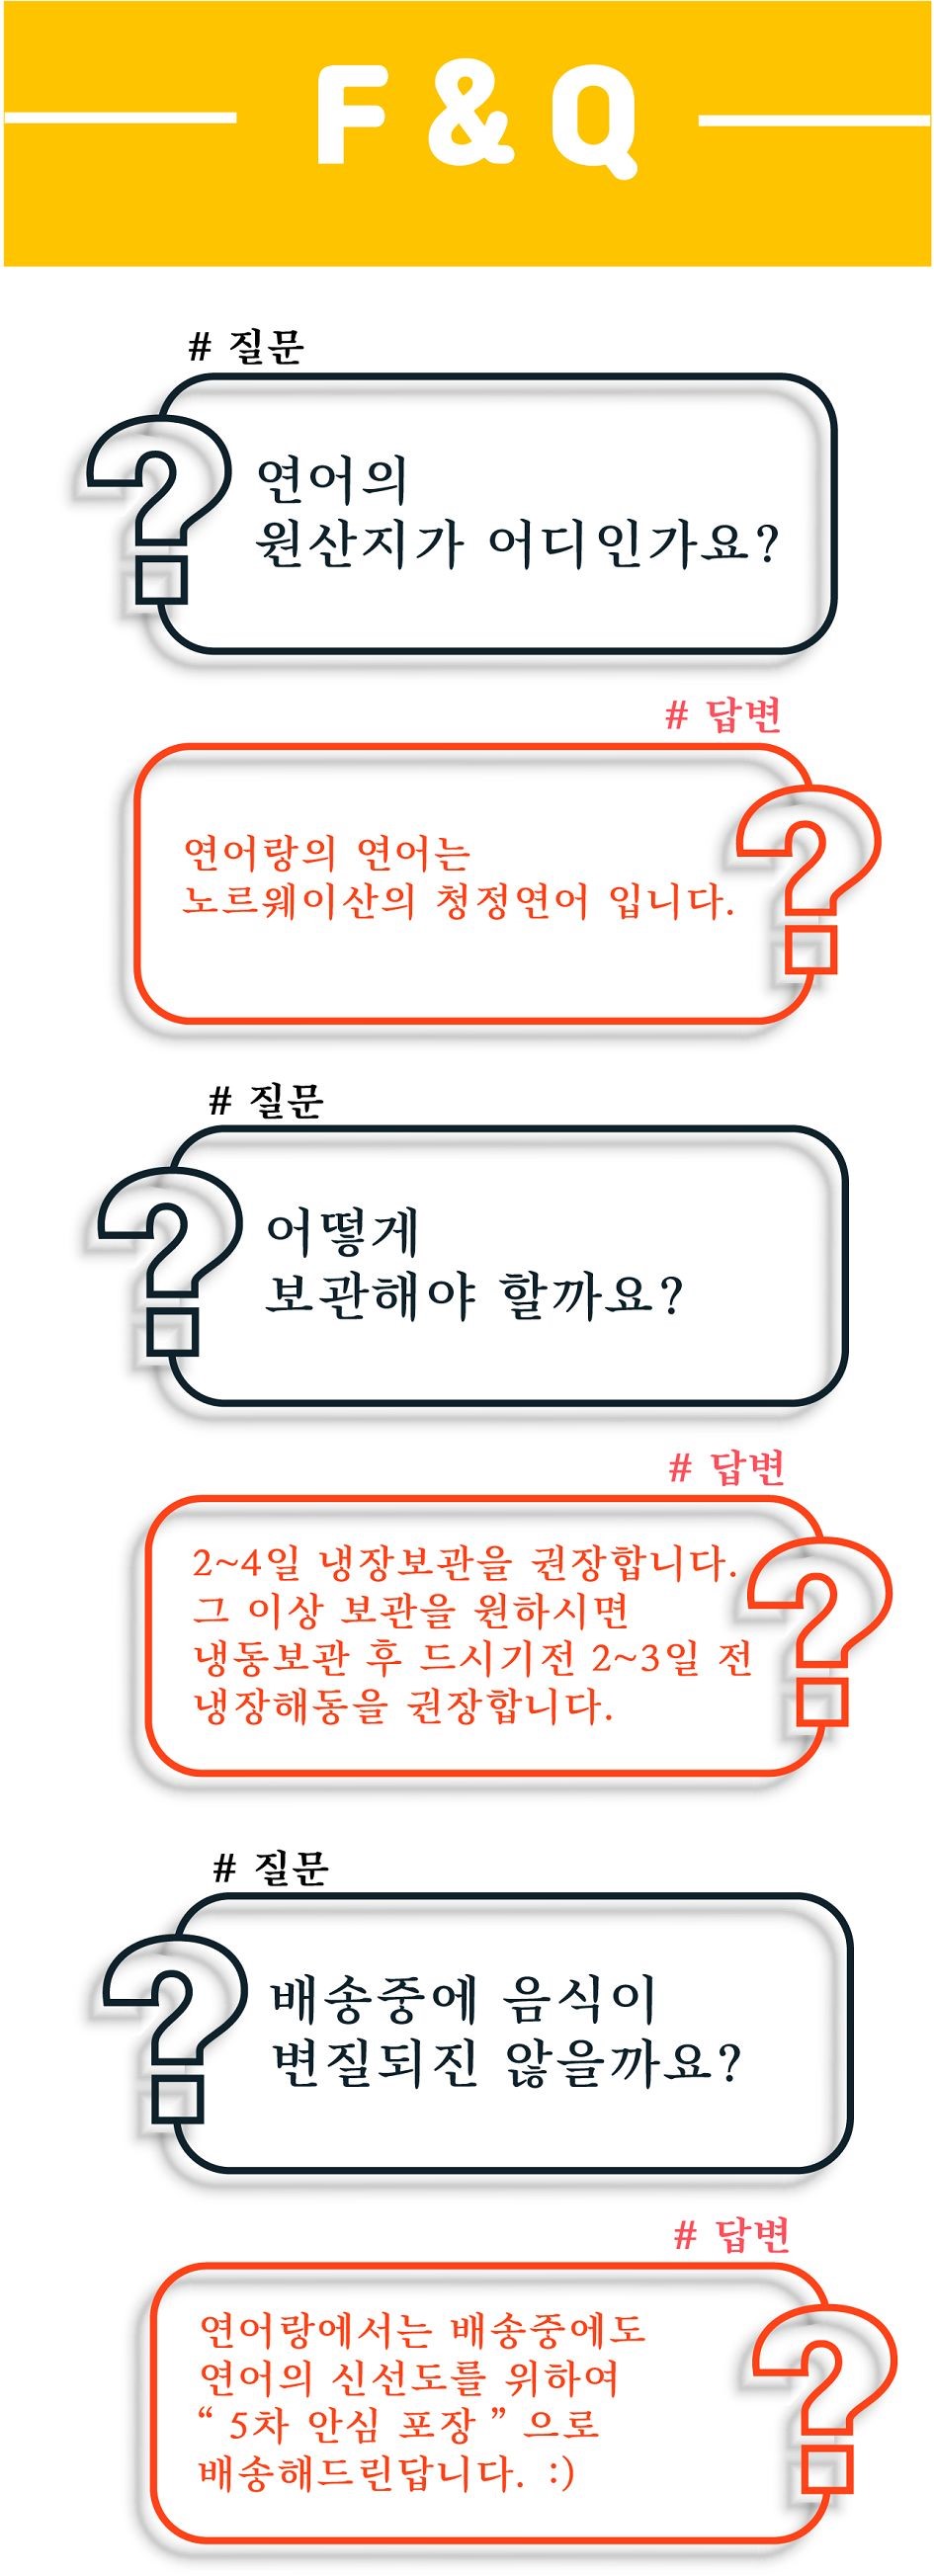 F & Q
# 질문
연어의
원산지가 어디인가요?
# 답변
연어랑의 연어는
노르웨이산의 청정연어 입니다.
# 질문
어떻게
보관해야 할까요?
# 답변
2~4일 냉장보관을 권장합니다.
그 이상 보관을 원하시면
냉동보관 후 드시기전 2~3일 전
냉장해동을 권장합니다.
# 질문
배송중에 음식이
변질되진 않을까요?
# 답변
연어랑에서는 배송중에도
연어의 신선도를 위하여
“ 5차 안심 포장 ” 으로
배송해드린답니다. :)